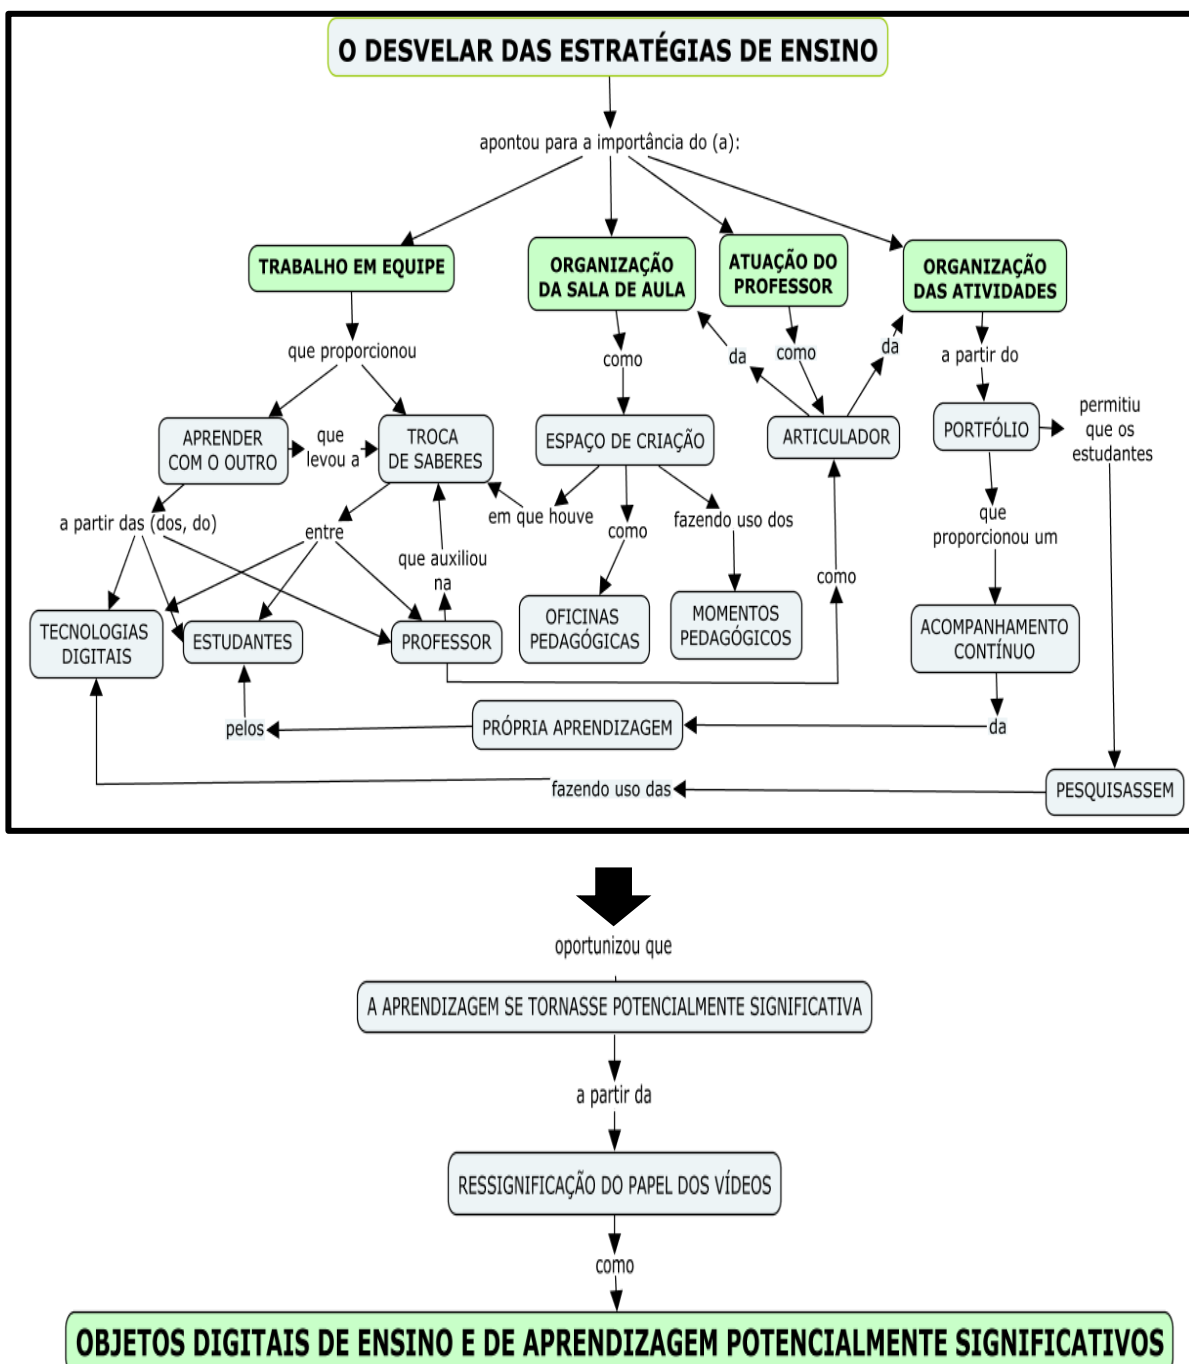 O DESVELAR DAS ESTRATÉGIAS DE ENSINO
apontou para a importância do (a):
TRABALHO EM EQUIPE
ORGANIZAÇÃO
DA SALA DE AULA
ATUAÇÃO DO
PROFESSOR
ORGANIZAÇÃO
DAS ATIVIDADES
que proporcionou
como
da
como
da
a partir do
APRENDER
COM O OUTRO
que
levou a
TROCA
DE SABERES
ESPAÇO DE CRIAÇÃO
ARTICULADOR
PORTFÓLIO
permitiu
que os
estudantes
a partir das (dos, do)
entre
que auxiliou
na
em que houve
como
fazendo uso dos
como
que
proporcionou um
TECNOLOGIAS
DIGITAIS
ESTUDANTES
PROFESSOR
OFICINAS
PEDAGÓGICAS
MOMENTOS
PEDAGÓGICOS
ACOMPANHAMENTO
CONTÍNUO
pelos
PRÓPRIA APRENDIZAGEM
da
fazendo uso das
PESQUISASSEM
oportunizou que
A APRENDIZAGEM SE TORNASSE POTENCIALMENTE SIGNIFICATIVA
a partir da
RESSIGNIFICAÇÃO DO PAPEL DOS VÍDEOS
como
OBJETOS DIGITAIS DE ENSINO E DE APRENDIZAGEM POTENCIALMENTE SIGNIFICATIVOS